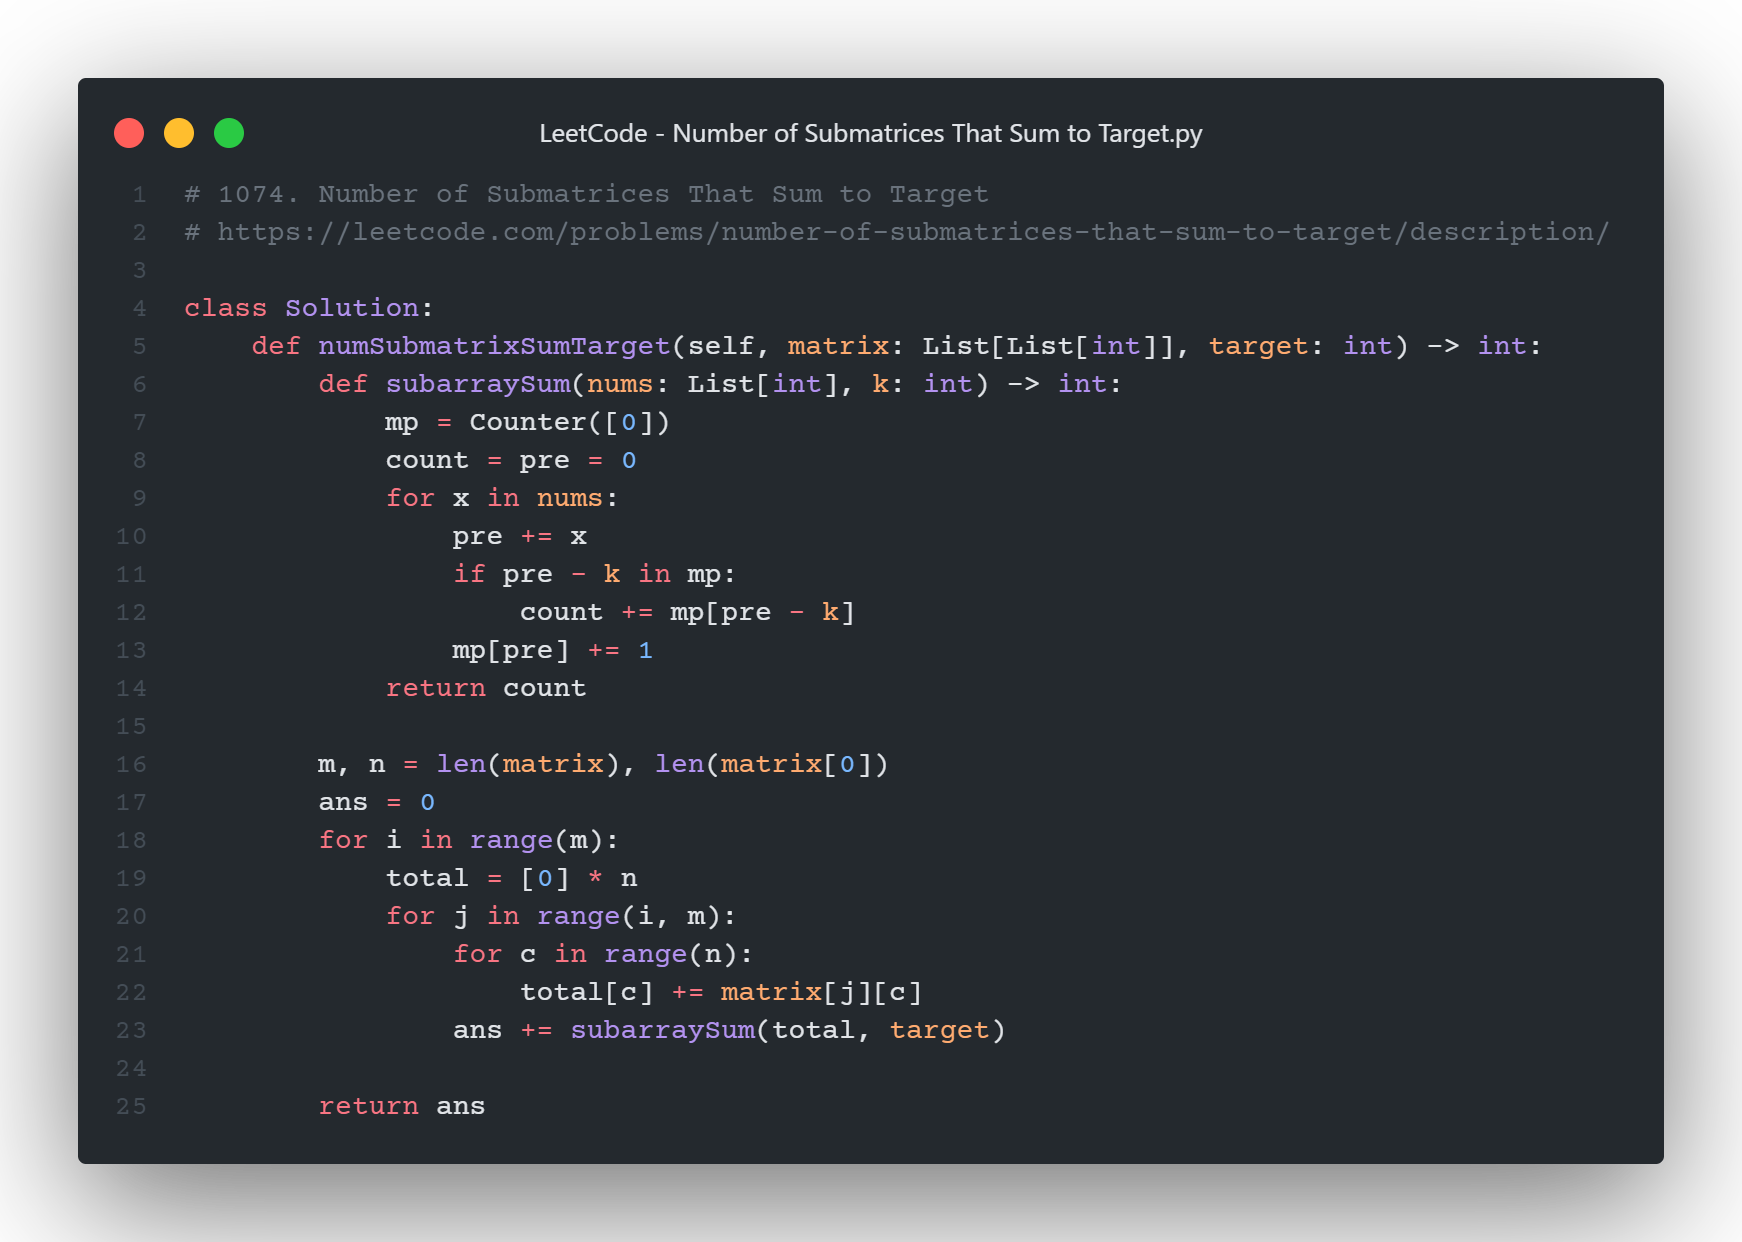 LeetCode - Number of Submatrices That Sum to Target.py
1 # 1074. Number of Submatrices That Sum to Target
2 # https://leetcode.com/problems/number-of-submatrices-that-sum-to-target/description/
3
4 class Solution:
5     def numSubmatrixSumTarget(self, matrix: List[List[int]], target: int) -> int:
6         def subarraySum(nums: List[int], k: int) -> int:
7             mp = Counter([0])
8             count = pre = 0
9             for x in nums:
10                 pre += x
11                 if pre - k in mp:
12                     count += mp[pre - k]
13                 mp[pre] += 1
14             return count
15
16         m, n = len(matrix), len(matrix[0])
17         ans = 0
18         for i in range(m):
19             total = [0] * n
20             for j in range(i, m):
21                 for c in range(n):
22                     total[c] += matrix[j][c]
23                 ans += subarraySum(total, target)
24
25         return ans